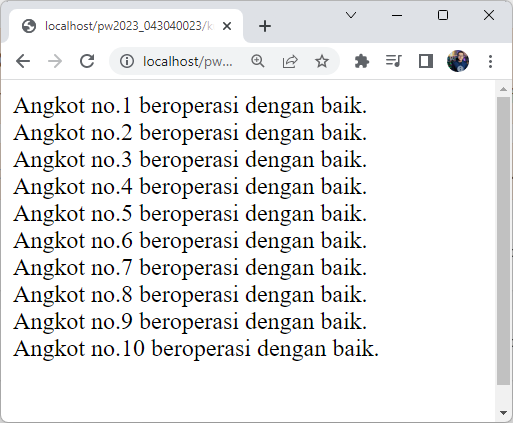 localhost/pw2023_043040023/k
localhost/pw...
Angkot no.1 beroperasi dengan baik.
Angkot no.2 beroperasi dengan baik.
Angkot no.3 beroperasi dengan baik.
Angkot no.4 beroperasi dengan baik.
Angkot no.5 beroperasi dengan baik.
Angkot no.6 beroperasi dengan baik.
Angkot no.7 beroperasi dengan baik.
Angkot no.8 beroperasi dengan baik.
Angkot no.9 beroperasi dengan baik.
Angkot no.10 beroperasi dengan baik.